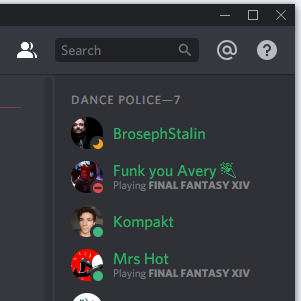 Search
DANCE POLICE—7
BrosephStalin
Funk you Avery
Playing FINAL FANTASY XIV
Kompakt
Mrs Hot
Playing FINAL FANTASY XIV